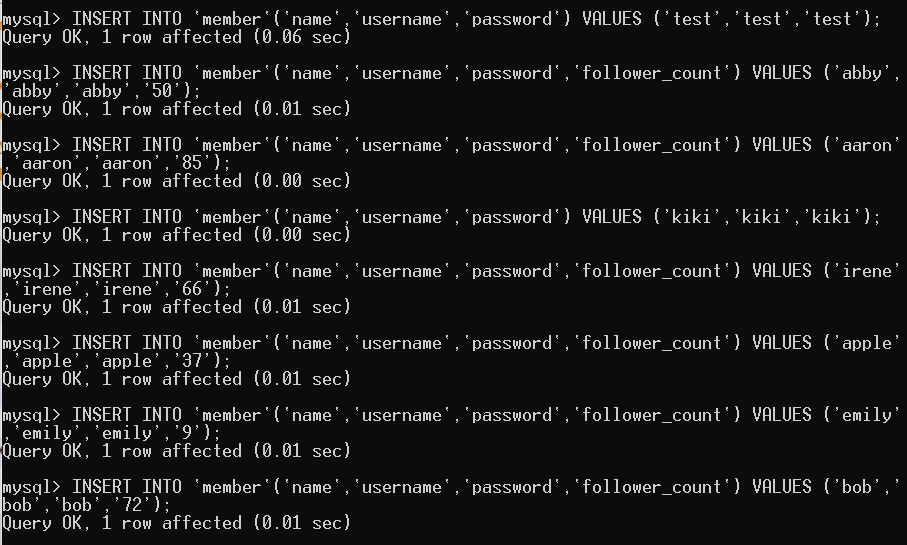 mysql> INSERT INTO `member`(`name`,`username`,`password`) VALUES ('test','test','test');
Query OK, 1 row affected (0.06 sec)
mysql> INSERT INTO `member`(`name`,`username`,`password`,`follower_count`) VALUES ('abby',
'abby','abby','50');
Query OK, 1 row affected (0.01 sec)
mysql> INSERT INTO `member`(`name`,`username`,`password`,`follower_count`) VALUES ('aaron'
,'aaron','aaron','85');
Query OK, 1 row affected (0.00 sec)
mysql> INSERT INTO `member`(`name`,`username`,`password`) VALUES ('kiki','kiki','kiki');
Query OK, 1 row affected (0.00 sec)
mysql> INSERT INTO `member`(`name`,`username`,`password`,`follower_count`) VALUES ('irene'
,'irene','irene','66');
Query OK, 1 row affected (0.01 sec)
mysql> INSERT INTO `member`(`name`,`username`,`password`,`follower_count`) VALUES ('apple'
,'apple','apple','37');
Query OK, 1 row affected (0.01 sec)
mysql> INSERT INTO `member`(`name`,`username`,`password`,`follower_count`) VALUES ('emily'
,'emily','emily','9');
Query OK, 1 row affected (0.01 sec)
mysql> INSERT INTO `member`(`name`,`username`,`password`,`follower_count`) VALUES ('bob','
bob','bob','72');
Query OK, 1 row affected (0.01 sec)